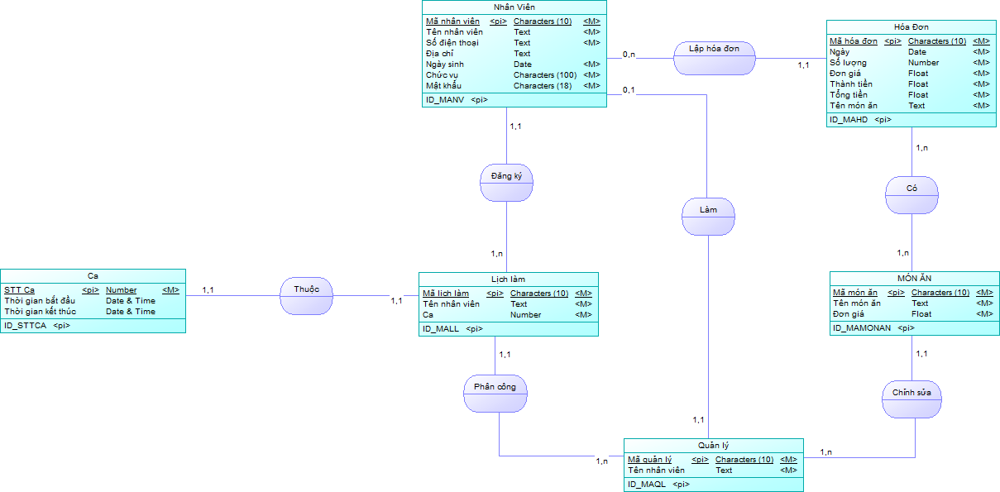 Nhân Viên
Mã nhân viên <pi> Characters (10) <M>
Tên nhân viên Text <M>
Số điện thoại Text <M>
Địa chỉ Text
Ngày sinh Date <M>
Chức vụ Characters (100) <M>
Mật khẩu Characters (18) <M>
ID_MANV <pi>
0,n
Lập hóa đơn
1,1
Hóa Đơn
Mã hóa đơn <pi> Characters (10) <M>
Ngày Date <M>
Số lượng Number <M>
Đơn giá Float <M>
Thành tiền Float <M>
Tổng tiền Float <M>
Tên món ăn Text <M>
ID_MAHD <pi>
0,1
1,1
Đăng ký
1,n
Làm
1,1
1,n
Có
1,n
Ca
STT Ca <pi> Number <M>
Thời gian bắt đầu Date & Time
Thời gian kết thúc Date & Time
ID_STTCA <pi>
1,1
Thuộc
1,1
Lịch làm
Mã lịch làm <pi> Characters (10) <M>
Tên nhân viên Text <M>
Ca Number <M>
ID_MALL <pi>
MÓN ĂN
Mã món ăn <pi> Characters (10) <M>
Tên món ăn Text <M>
Đơn giá Float <M>
ID_MAMONAN <pi>
1,1
Phân công
1,n
1,1
Chỉnh sửa
1,n
Quản lý
Mã quản lý <pi> Characters (10) <M>
Tên nhân viên Text <M>
ID_MAQL <pi>